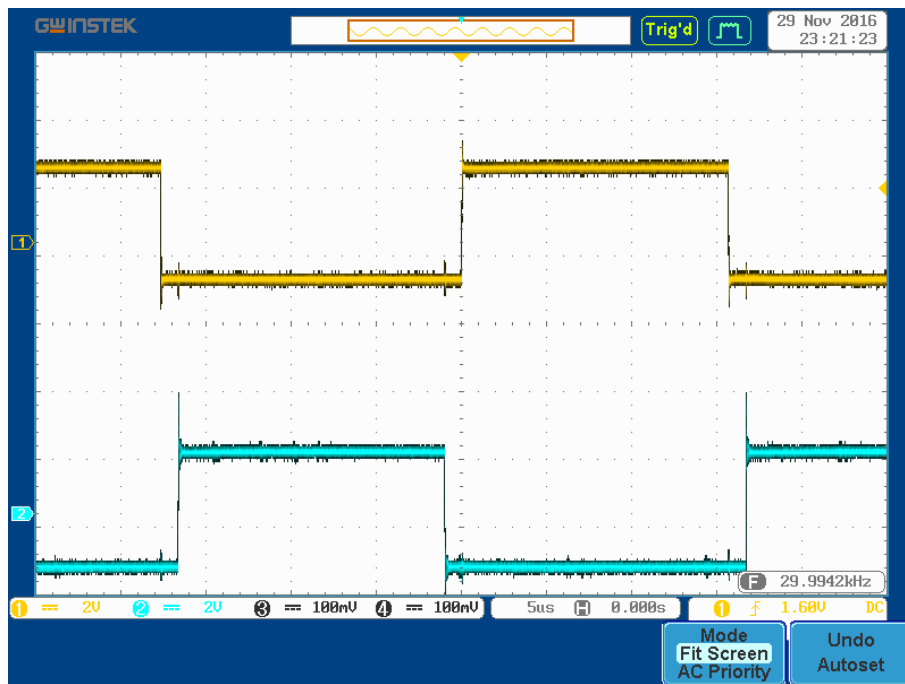 GWINSTEK
Trig'd
29 Nov 2016
23:21:23
1
2
F 29.9942kHz
1 2V 2 2V 3 100mV 4 100mV 5us H 0.000s 1 1.60V DC
Mode
Fit Screen
AC Priority
Undo
Autoset